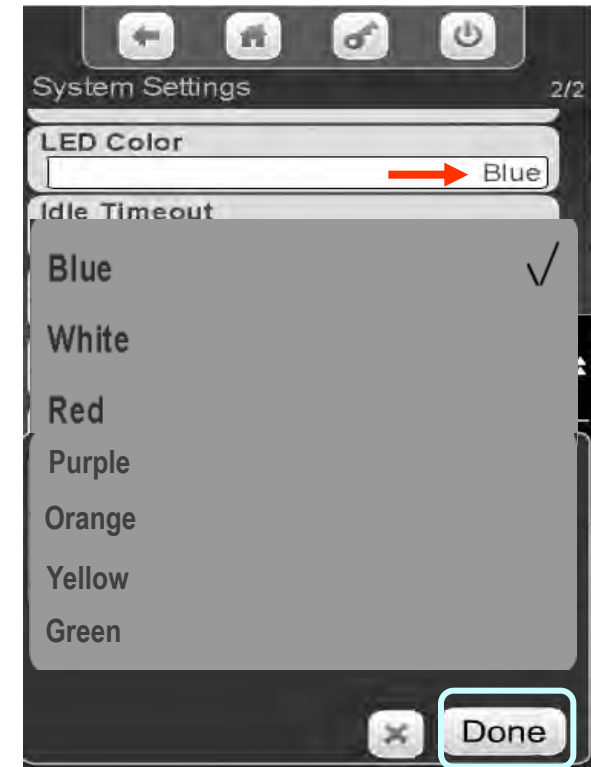 System Settings 2/2
LED Color
Blue
Idle Timeout
Blue
White
Red
Purple
Orange
Yellow
Green
Done